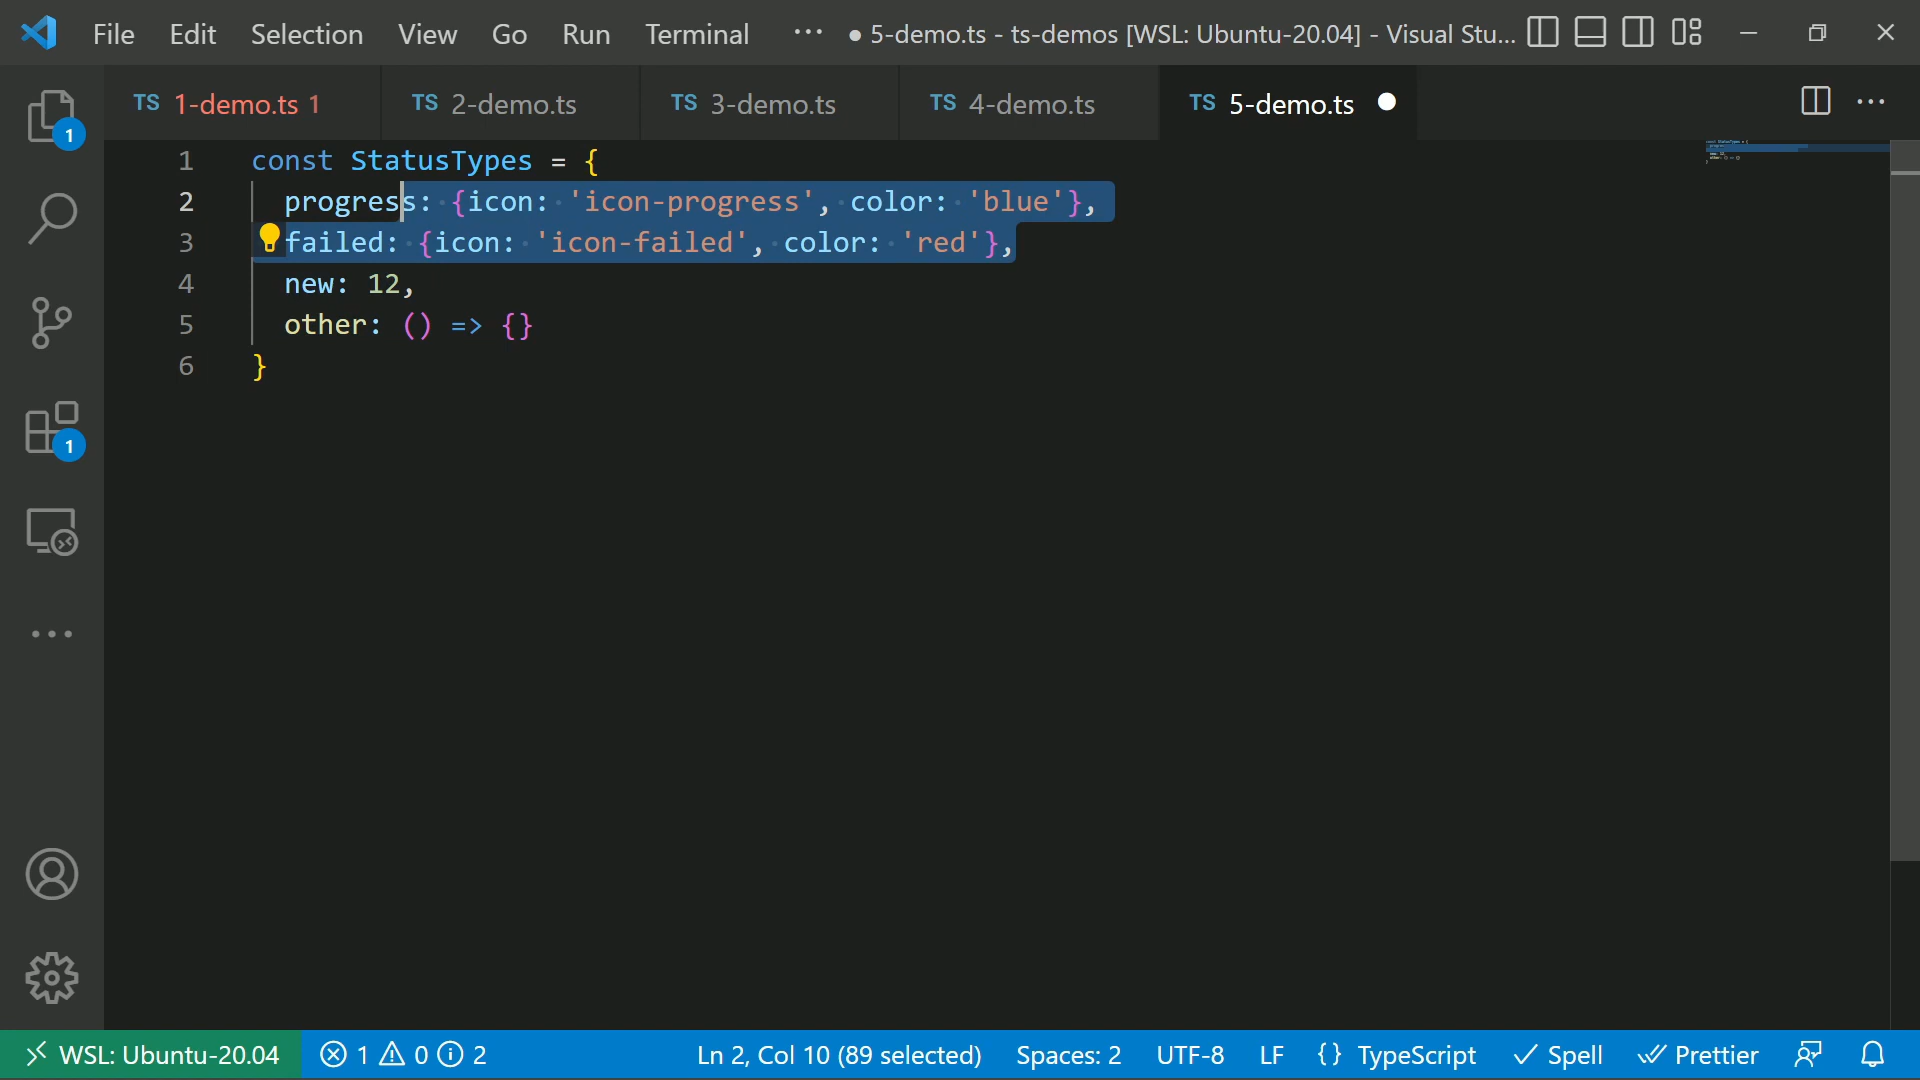 File Edit Selection View Go Run Terminal ··· ● 5-demo.ts - ts-demos [WSL: Ubuntu-20.04] - Visual Stu...
TS 1-demo.ts 1 TS 2-demo.ts TS 3-demo.ts TS 4-demo.ts TS 5-demo.ts ●
1 const StatusTypes = {
2 progress: {icon: 'icon-progress', color: 'blue'},
3 failed: {icon: 'icon-failed', color: 'red'},
4 new: 12,
5 other: () => {}
6 }
1
1
WSL: Ubuntu-20.04 1 0 2 Ln 2, Col 10 (89 selected) Spaces: 2 UTF-8 LF {} TypeScript Spell Prettier